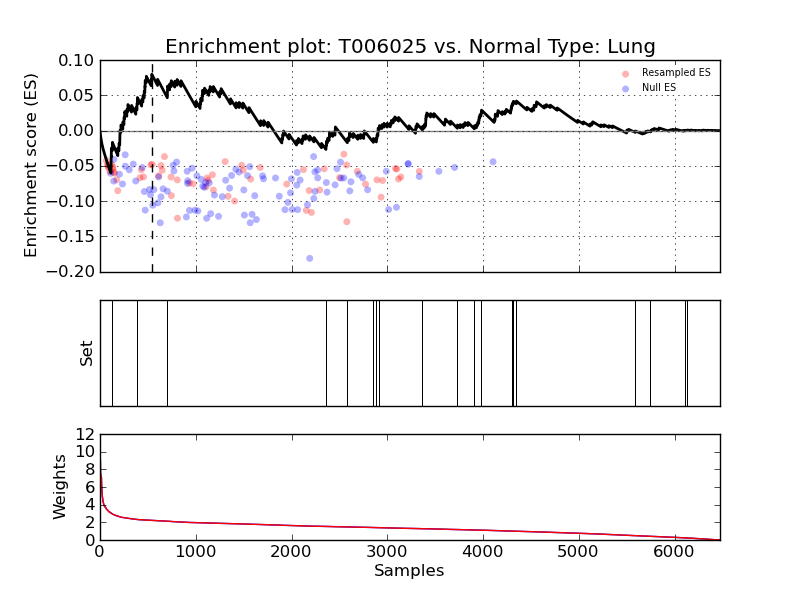 Enrichment plot: T006025 vs. Normal Type: Lung
Enrichment score (ES)
0.10
0.05
0.00
−0.05
−0.10
−0.15
−0.20
Resampled ES
Null ES
Set
Weights
12
10
8
6
4
2
0
0 1000 2000 3000 4000 5000 6000
Samples